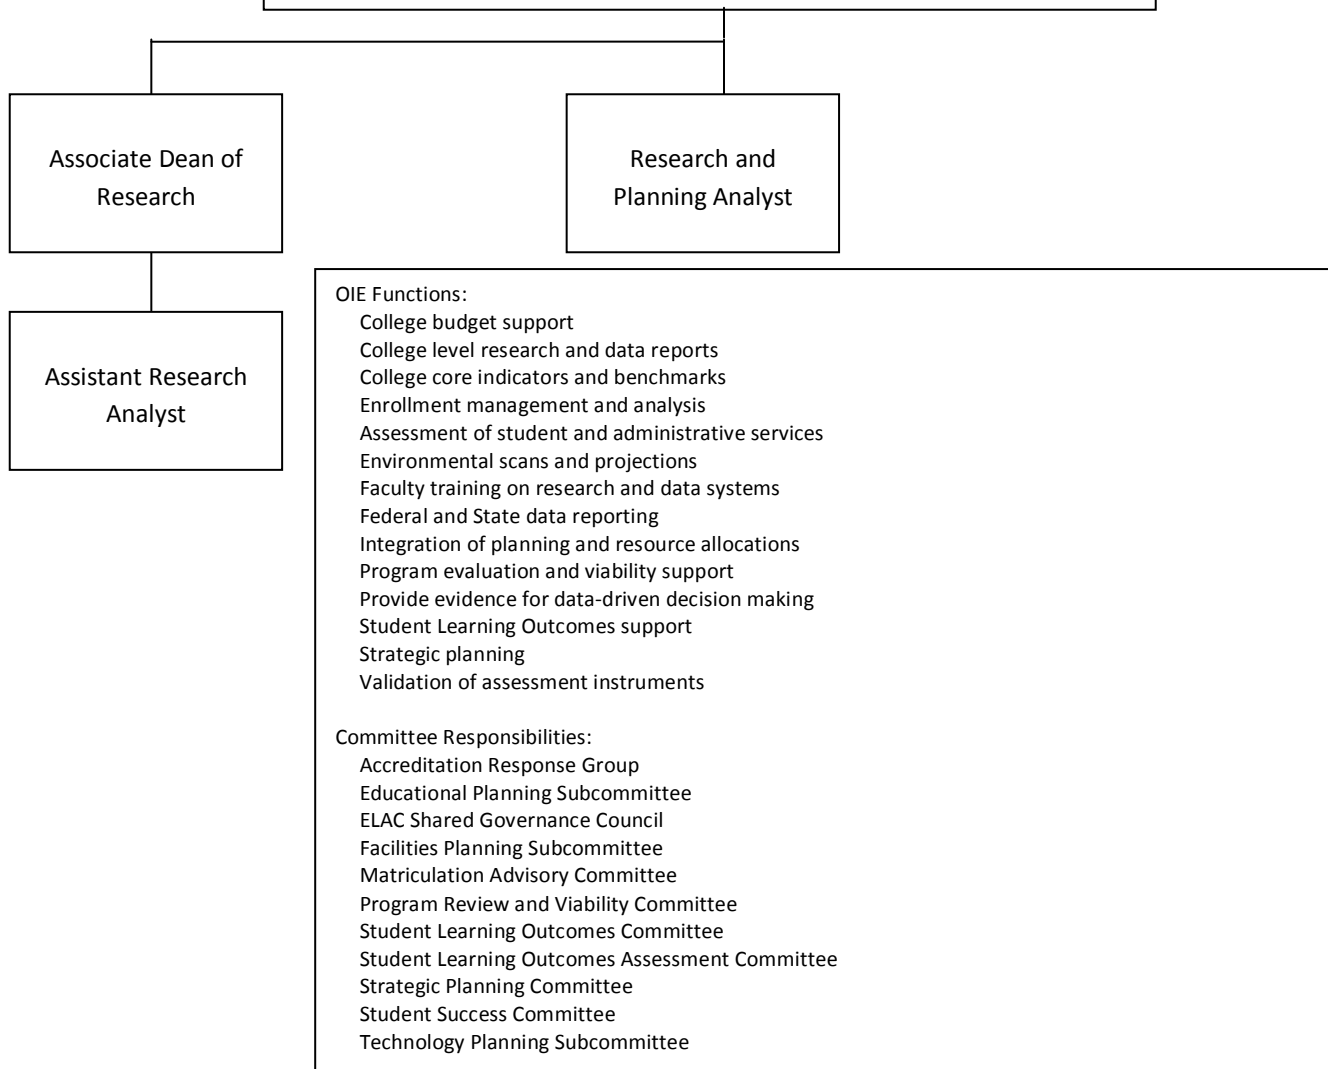 Associate Dean of
Research
Research and
Planning Analyst
Assistant Research
Analyst
OIE Functions:
College budget support
College level research and data reports
College core indicators and benchmarks
Enrollment management and analysis
Assessment of student and administrative services
Environmental scans and projections
Faculty training on research and data systems
Federal and State data reporting
Integration of planning and resource allocations
Program evaluation and viability support
Provide evidence for data-driven decision making
Student Learning Outcomes support
Strategic planning
Validation of assessment instruments
Committee Responsibilities:
Accreditation Response Group
Educational Planning Subcommittee
ELAC Shared Governance Council
Facilities Planning Subcommittee
Matriculation Advisory Committee
Program Review and Viability Committee
Student Learning Outcomes Committee
Student Learning Outcomes Assessment Committee
Strategic Planning Committee
Student Success Committee
Technology Planning Subcommittee